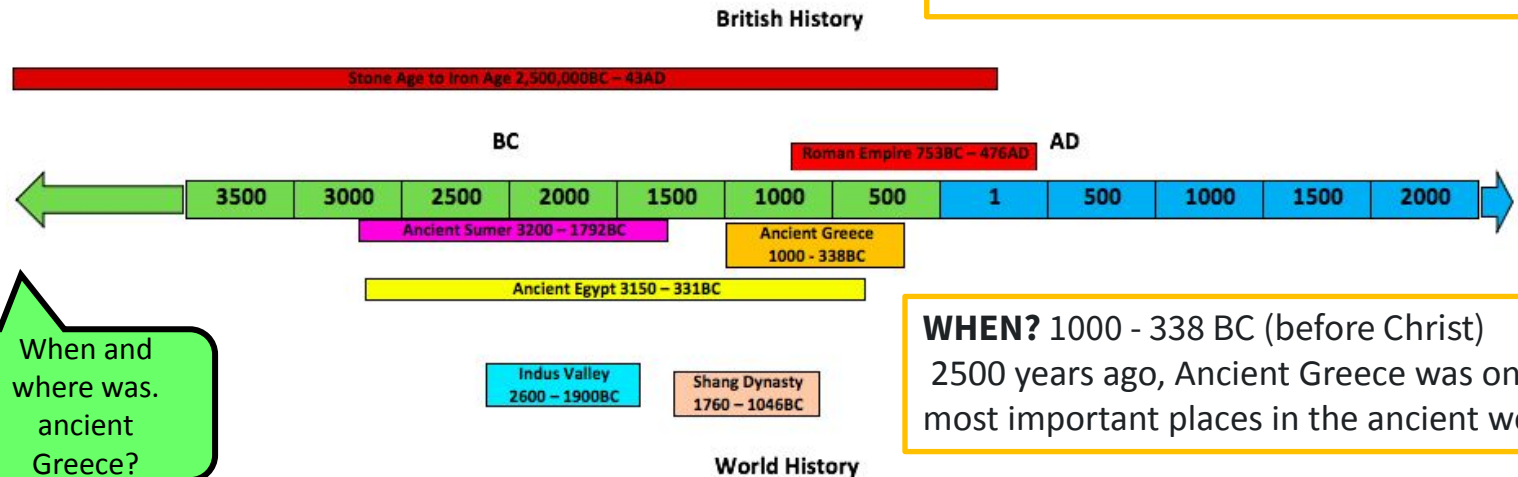 British History
Stone Age to Iron Age 2,500,000BC – 43AD
BC
AD
Roman Empire 753BC – 476AD
3500 3000 2500 2000 1500 1000 500 1 500 1000 1500 2000
Ancient Sumer 3200 – 1792BC
Ancient Greece
1000 - 338BC
Ancient Egypt 3150 – 331BC
Indus Valley
2600 – 1900BC
Shang Dynasty
1760 – 1046BC
World History
When and
where was.
ancient
Greece?
WHEN? 1000 - 338 BC (before Christ)
2500 years ago, Ancient Greece was on
most important places in the ancient